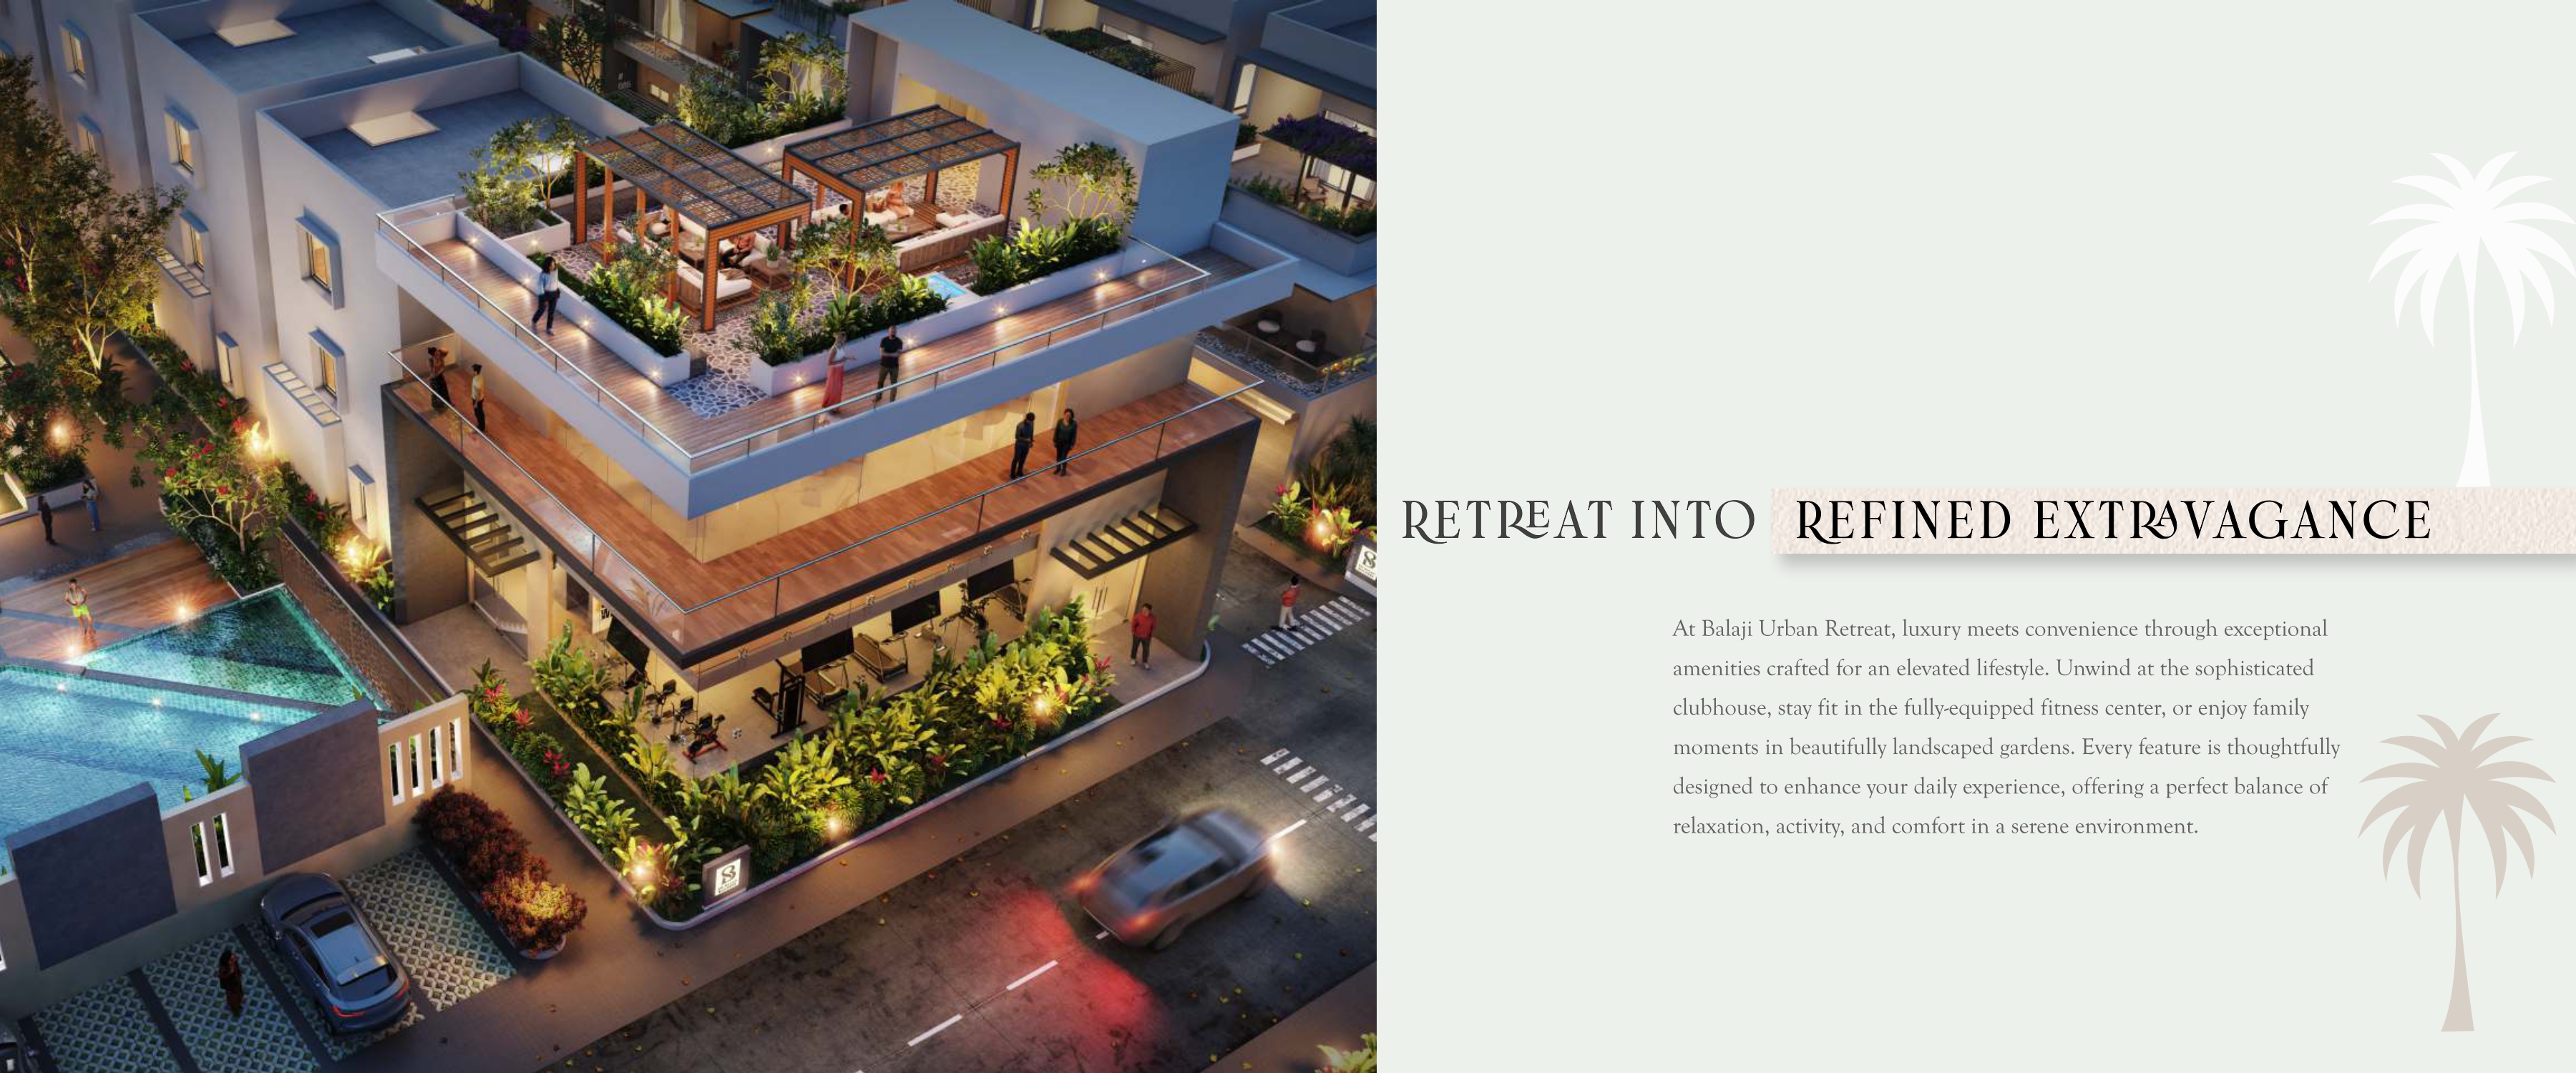 RETREAT INTO REFINED EXTRAVAGANCE
At Balaji Urban Retreat, luxury meets convenience through exceptional
amenities crafted for an elevated lifestyle. Unwind at the sophisticated
clubhouse, stay fit in the fully-equipped fitness center, or enjoy family
moments in beautifully landscaped gardens. Every feature is thoughtfully
designed to enhance your daily experience, offering a perfect balance of
relaxation, activity, and comfort in a serene environment.